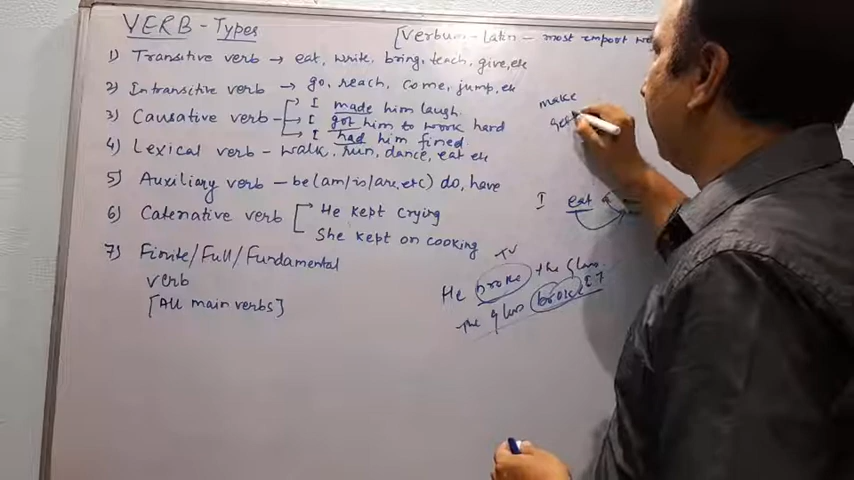 VERB - Types
[Verbum - Latin - most import
1) Transitive verb → eat, write, bring, teach, give, etc
2) Intransitive verb → go, reach, come, jump, etc
3) Causative verb - I made him laugh.
I got him to work hard
I had him fined
4) Lexical verb - walk, run, dance, eat etc
5) Auxiliary verb - be (am/is/are, etc) do, have
6) Catenative verb He kept crying
She kept on cooking
7) Finite/Full/Fundamental
verb
[All main verbs]
make
get
I eat a
TV
He broke the glass.
The glass broke I.T